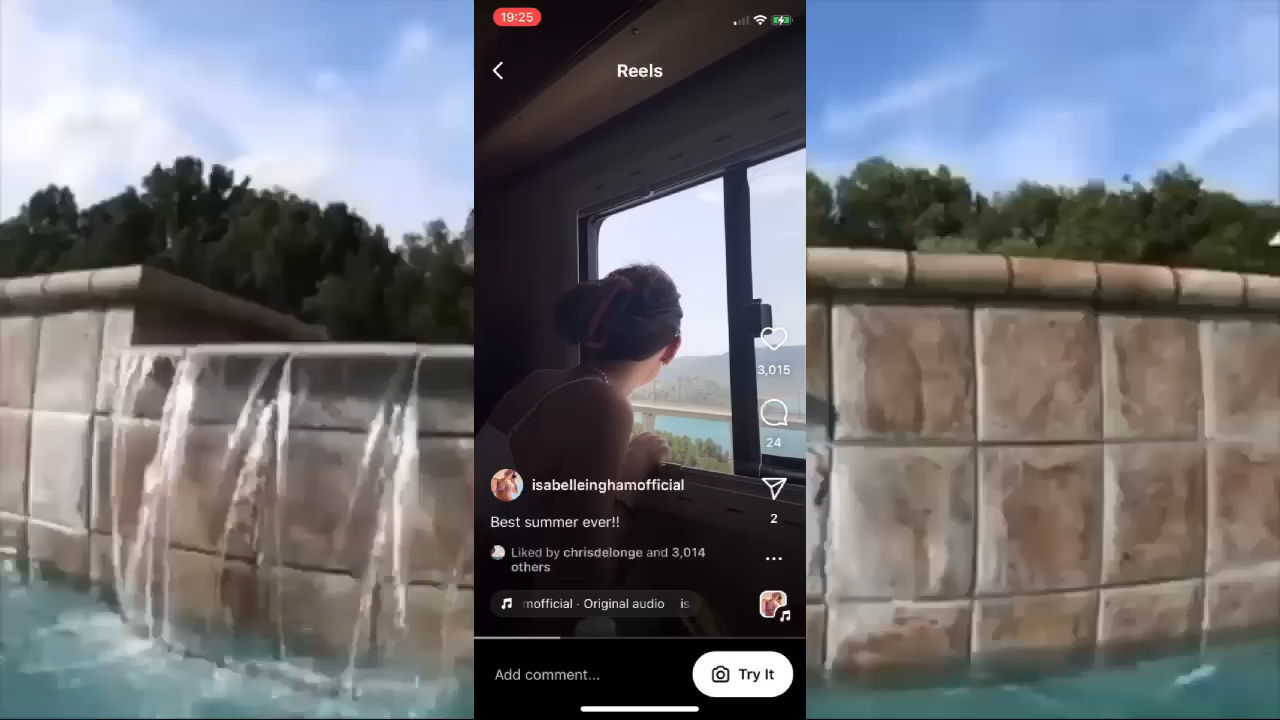 19:25
Reels
3,015
24
isabelleinghamofficial
2
Best summer ever!!
Liked by chrisdelonge and 3,014
others
mofficial · Original audio is
Add comment...
Try It